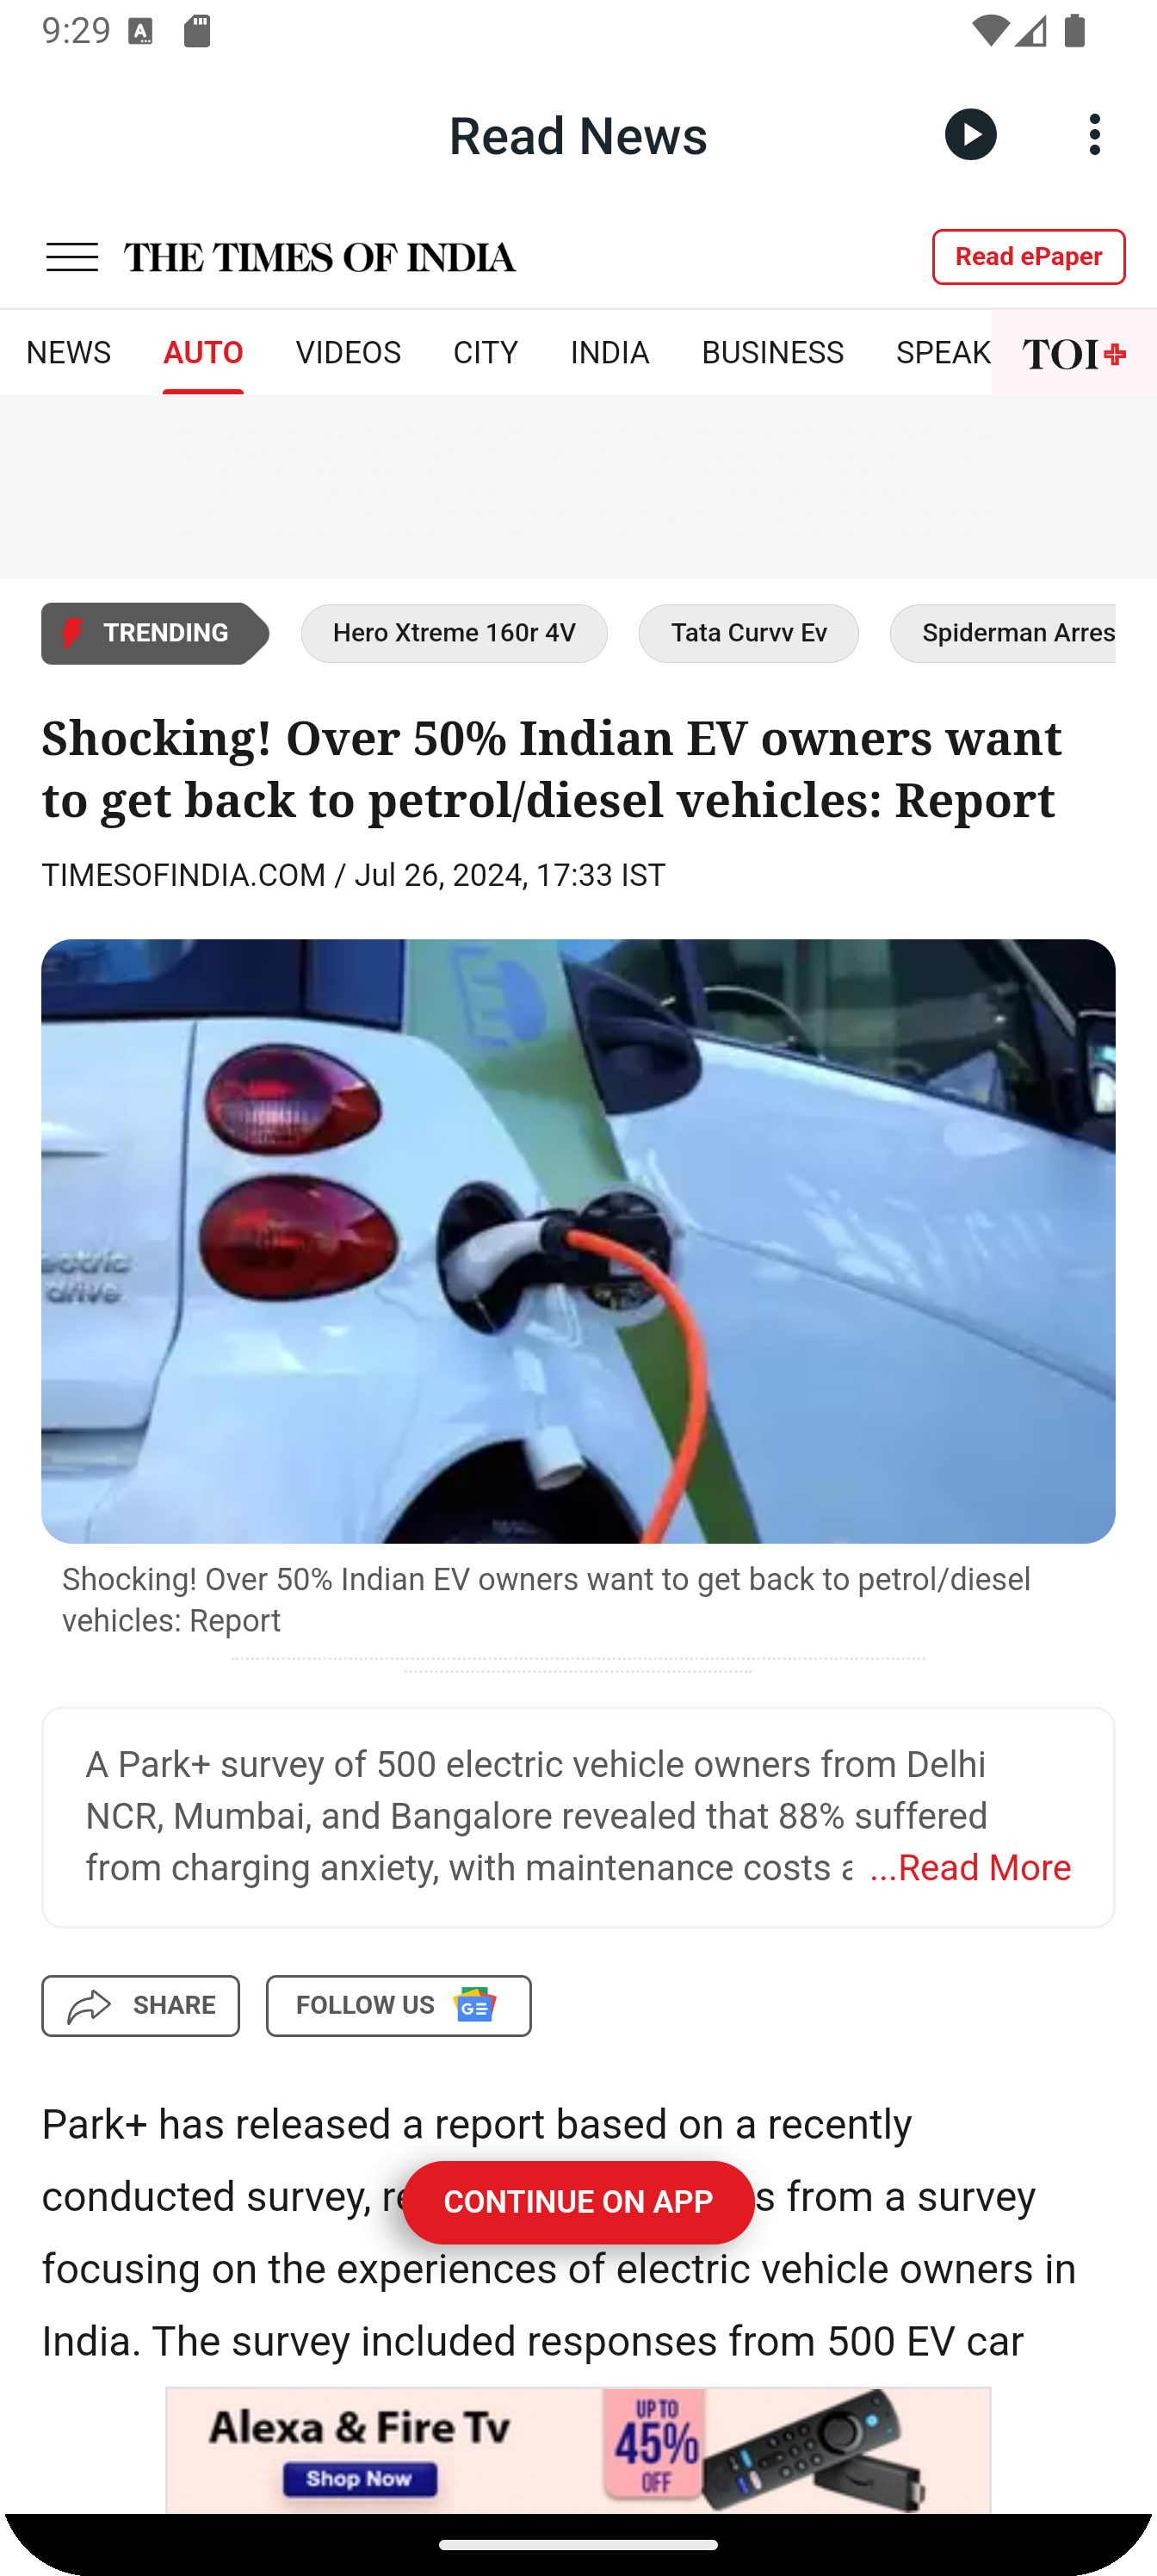 9:29
Read News
THE TIMES OF INDIA
Read ePaper
NEWS AUTO VIDEOS CITY INDIA BUSINESS SPEAK TOI+
TRENDING Hero Xtreme 160r 4V Tata Curvv Ev Spiderman Arres
Shocking! Over 50% Indian EV owners want
to get back to petrol/diesel vehicles: Report
TIMESOFINDIA.COM / Jul 26, 2024, 17:33 IST
ectric
drive
Shocking! Over 50% Indian EV owners want to get back to petrol/diesel
vehicles: Report
A Park+ survey of 500 electric vehicle owners from Delhi
NCR, Mumbai, and Bangalore revealed that 88% suffered
from charging anxiety, with maintenance costs a ...Read More
SHARE FOLLOW US GE
Park+ has released a report based on a recently
conducted survey, re CONTINUE ON APP s from a survey
focusing on the experiences of electric vehicle owners in
India. The survey included responses from 500 EV car
Alexa & Fire Tv
Shop Now
UP TO
45%
OFF